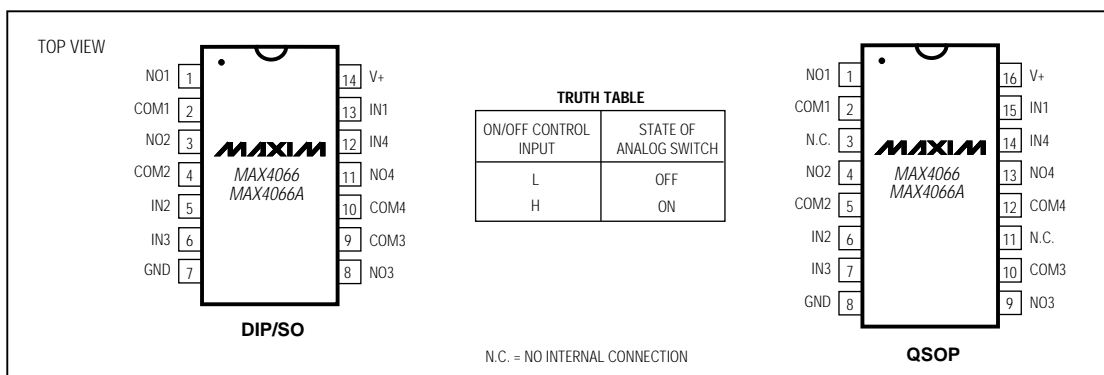 TOP VIEW
NO1 1
COM1 2
NO2 3
COM2 4
IN2 5
IN3 6
GND 7
14 V+
13 IN1
12 IN4
11 NO4
10 COM4
9 COM3
8 NO3
MAXIM
MAX4066
MAX4066A
DIP/SO
TRUTH TABLE
ON/OFF CONTROL INPUT STATE OF ANALOG SWITCH
L OFF
H ON
N.C. = NO INTERNAL CONNECTION
NO1 1
COM1 2
N.C. 3
NO2 4
COM2 5
IN2 6
IN3 7
GND 8
16 V+
15 IN1
14 IN4
13 NO4
12 COM4
11 N.C.
10 COM3
9 NO3
MAXIM
MAX4066
MAX4066A
QSOP